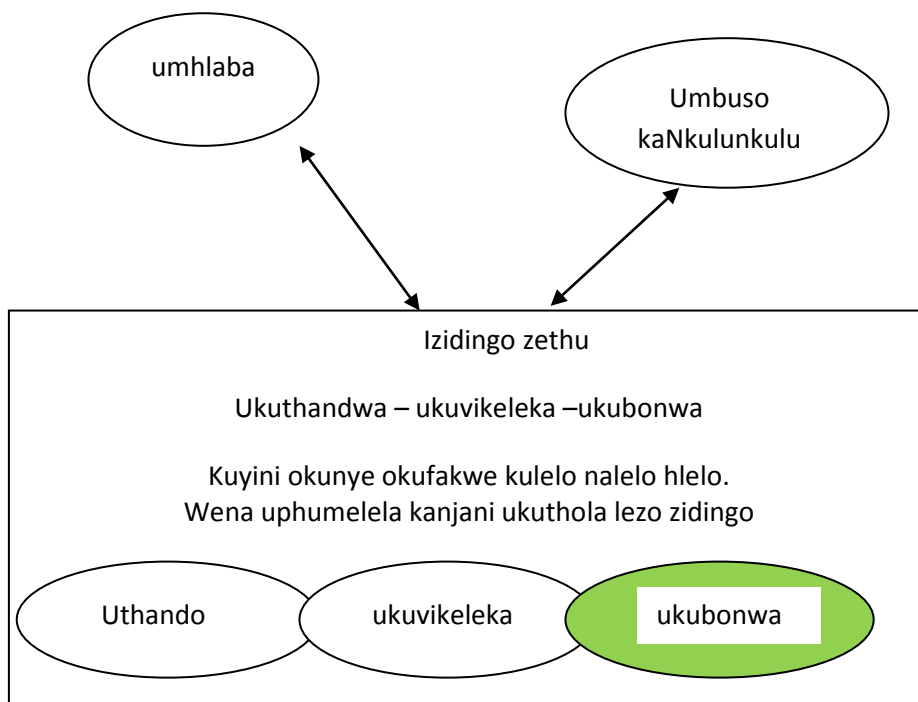 umhlaba
Umbuso
kaNkulunkulu
Izidingo zethu
Ukuthandwa – ukuvikeleka –ukubonwa
Kuyini okunye okufakwe kulelo nalelo hlelo.
Wena uphumelela kanjani ukuthola lezo zidingo
Uthando
ukuvikeleka
ukubonwa